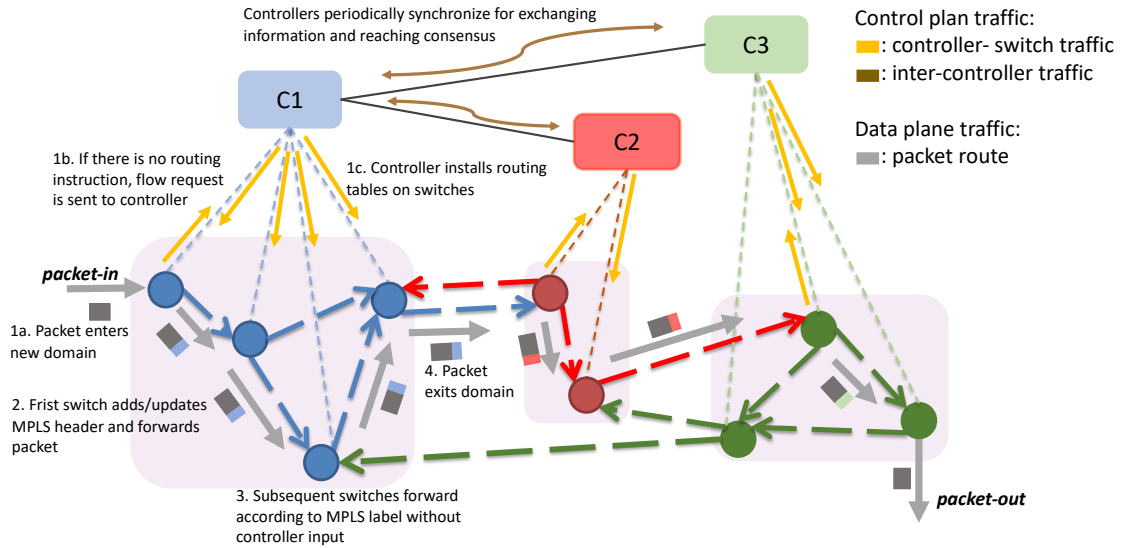 Controllers periodically synchronize for exchanging
information and reaching consensus
C3
Control plan traffic:
: controller- switch traffic
: inter-controller traffic
Data plane traffic:
: packet route
C1
C2
1b. If there is no routing
instruction, flow request
is sent to controller
1c. Controller installs routing
tables on switches
packet-in
1a. Packet enters
new domain
4. Packet
exits domain
2. Frist switch adds/updates
MPLS header and forwards
packet
3. Subsequent switches forward
according to MPLS label without
controller input
packet-out